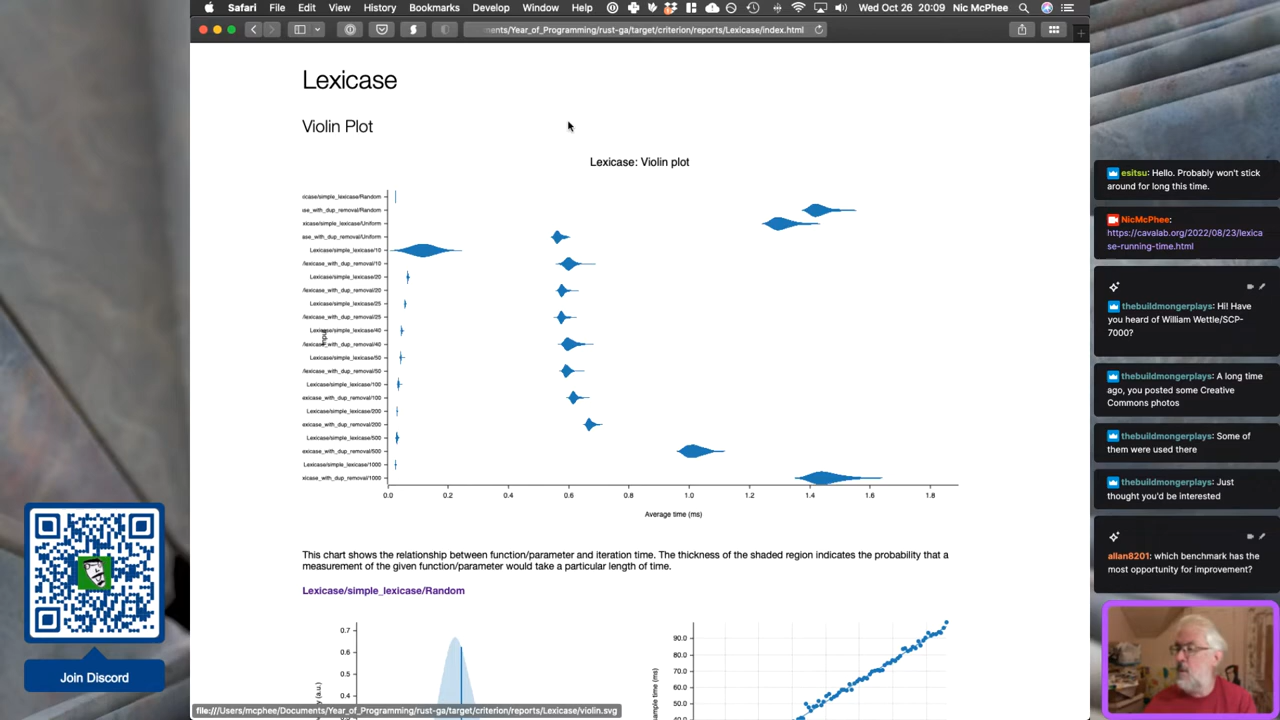 Safari File Edit View History Bookmarks Develop Window Help Wed Oct 26 20:09 Nic McPhee
ments/Year_of_Programming/rust-ga/target/criterion/reports/Lexicase/index.html
Lexicase
Violin Plot
Lexicase: Violin plot
xicase/simple_lexicase/Random
se_with_dup_removal/Random
xicase/simple_lexicase/Uniform
ase_with_dup_removal/Uniform
Lexicase/simple_lexicase/10
/lexicase_with_dup_removal/10
Lexicase/simple_lexicase/20
/lexicase_with_dup_removal/20
Lexicase/simple_lexicase/25
/lexicase_with_dup_removal/25
Lexicase/simple_lexicase/40
/lexicase_with_dup_removal/40
Lexicase/simple_lexicase/50
/lexicase_with_dup_removal/50
Lexicase/simple_lexicase/100
exicase_with_dup_removal/100
Lexicase/simple_lexicase/200
exicase_with_dup_removal/200
Lexicase/simple_lexicase/500
exicase_with_dup_removal/500
Lexicase/simple_lexicase/1000
xicase_with_dup_removal/1000
Input
0.0 0.2 0.4 0.6 0.8 1.0 1.2 1.4 1.6 1.8
Average time (ms)
This chart shows the relationship between function/parameter and iteration time. The thickness of the shaded region indicates the probability that a
measurement of the given function/parameter would take a particular length of time.
Lexicase/simple_lexicase/Random
0.7
0.6
0.5
0.4
(a.u.)
90.0
80.0
70.0
60.0
50.0
40.0
sample time (ms)
file:///Users/mcphee/Documents/Year_of_Programming/rust-ga/target/criterion/reports/Lexicase/violin.svg
Join Discord
esitsu: Hello. Probably won't stick
around for long this time.
NicMcPhee:
https://cavalab.org/2022/08/23/lexica
se-running-time.html
thebuildmongerplays: Hi! Have
you heard of William Wettle/SCP-
7000?
thebuildmongerplays: A long time
ago, you posted some Creative
Commons photos
thebuildmongerplays: Some of
them were used there
thebuildmongerplays: Just
thought you'd be interested
allan8201: which benchmark has the
most opportunity for improvement?